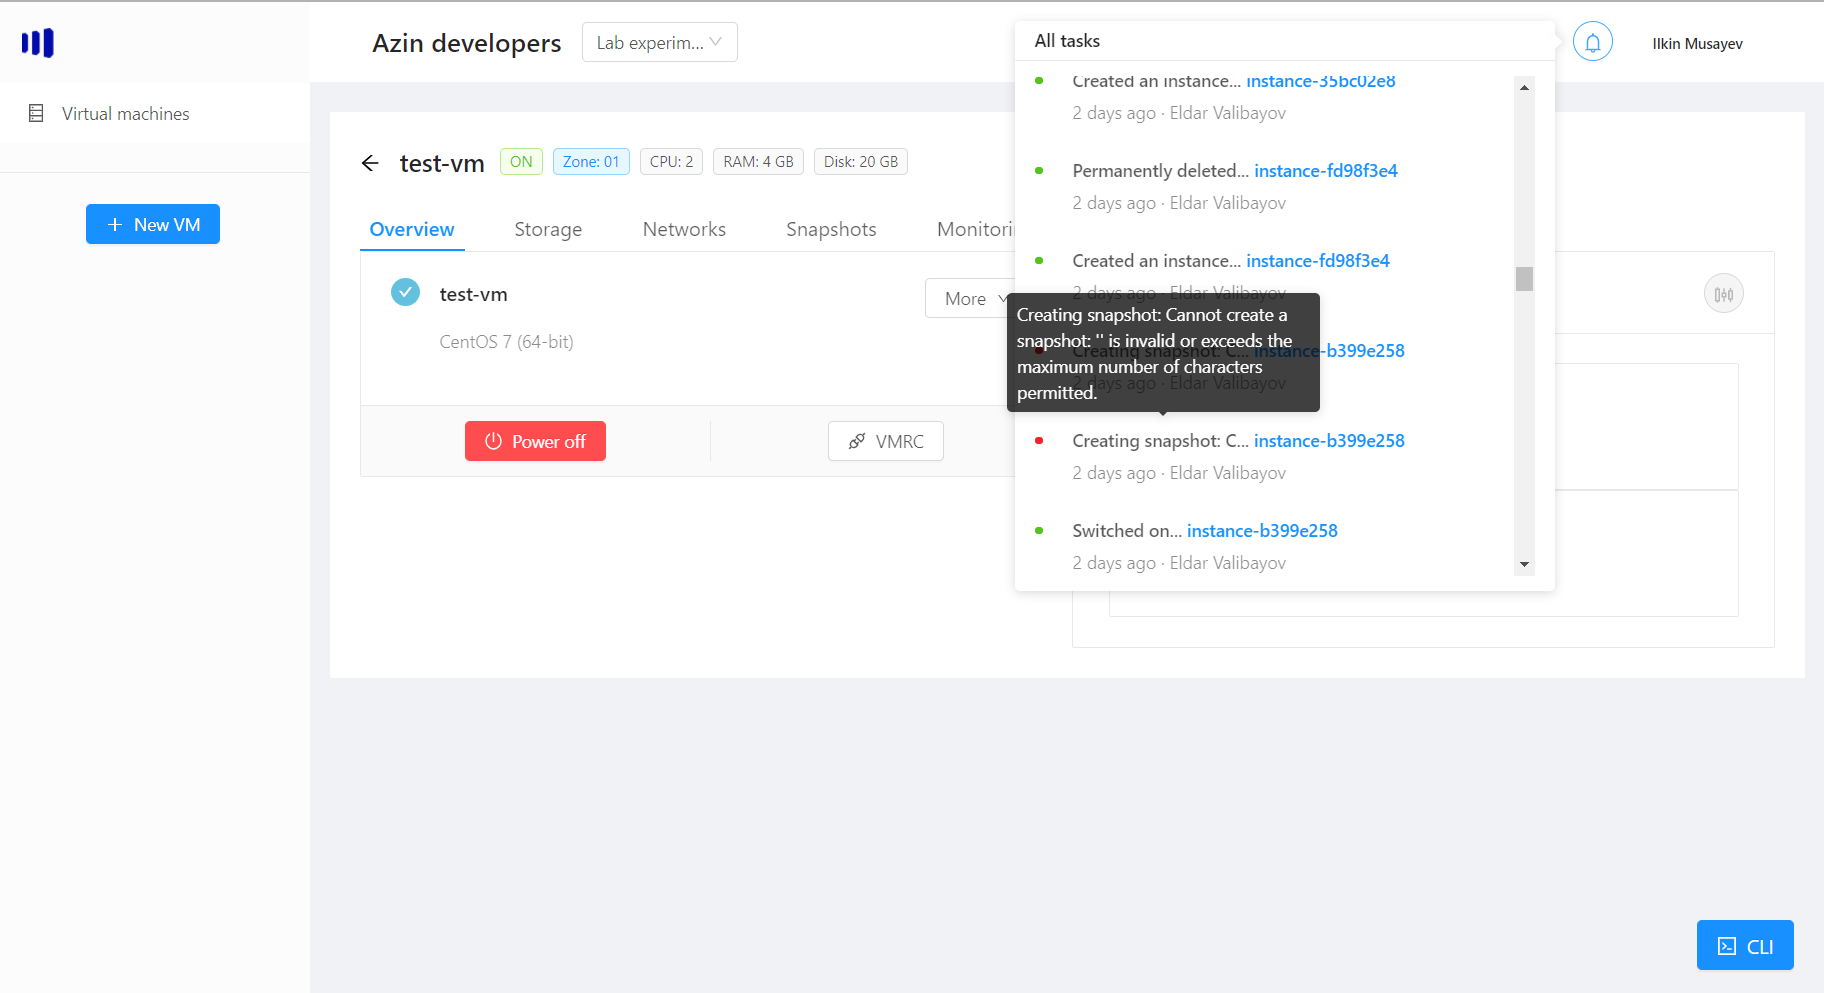 Azin developers
Lab experim...
Ilkin Musayev
Virtual machines
New VM
test-vm
ON
Zone: 01
CPU: 2
RAM: 4 GB
Disk: 20 GB
Overview
Storage
Networks
Snapshots
Monitori
test-vm
More
CentOS 7 (64-bit)
Power off
VMRC
All tasks
Created an instance... instance-35bc02e8
2 days ago · Eldar Valibayov
Permanently deleted... instance-fd98f3e4
2 days ago · Eldar Valibayov
Created an instance... instance-fd98f3e4
2 days ago · Eldar Valibayov
Creating snapshot: Cannot create a
snapshot: '' is invalid or exceeds the
maximum number of characters
permitted.
Creating snapshot: C... instance-b399e258
2 days ago · Eldar Valibayov
Creating snapshot: C... instance-b399e258
2 days ago · Eldar Valibayov
Switched on... instance-b399e258
2 days ago · Eldar Valibayov
CLI